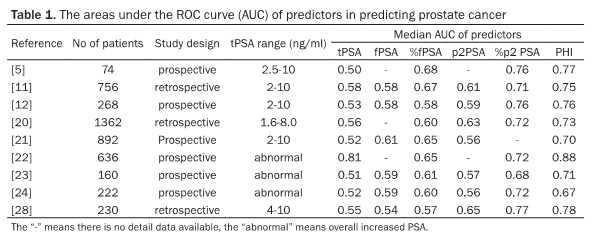 Table 1. The areas under the ROC curve (AUC) of predictors in predicting prostate cancer
Reference No of patients Study design tPSA range (ng/ml) Median AUC of predictors
tPSA fPSA %fPSA p2PSA %p2 PSA PHI
[5] 74 prospective 2.5-10 0.50 - 0.68 - 0.76 0.77
[11] 756 retrospective 2-10 0.58 0.58 0.67 0.61 0.71 0.75
[12] 268 prospective 2-10 0.53 0.58 0.58 0.59 0.76 0.76
[20] 1362 retrospective 1.6-8.0 0.56 - 0.60 0.63 0.72 0.73
[21] 892 Prospective 2-10 0.52 0.61 0.65 0.56 - 0.70
[22] 636 prospective abnormal 0.81 - 0.65 - 0.72 0.88
[23] 160 prospective abnormal 0.51 0.59 0.61 0.57 0.68 0.71
[24] 222 prospective abnormal 0.52 0.59 0.60 0.56 0.72 0.67
[28] 230 retrospective 4-10 0.55 0.54 0.57 0.65 0.77 0.78
The "-" means there is no detail data available, the "abnormal" means overall increased PSA.